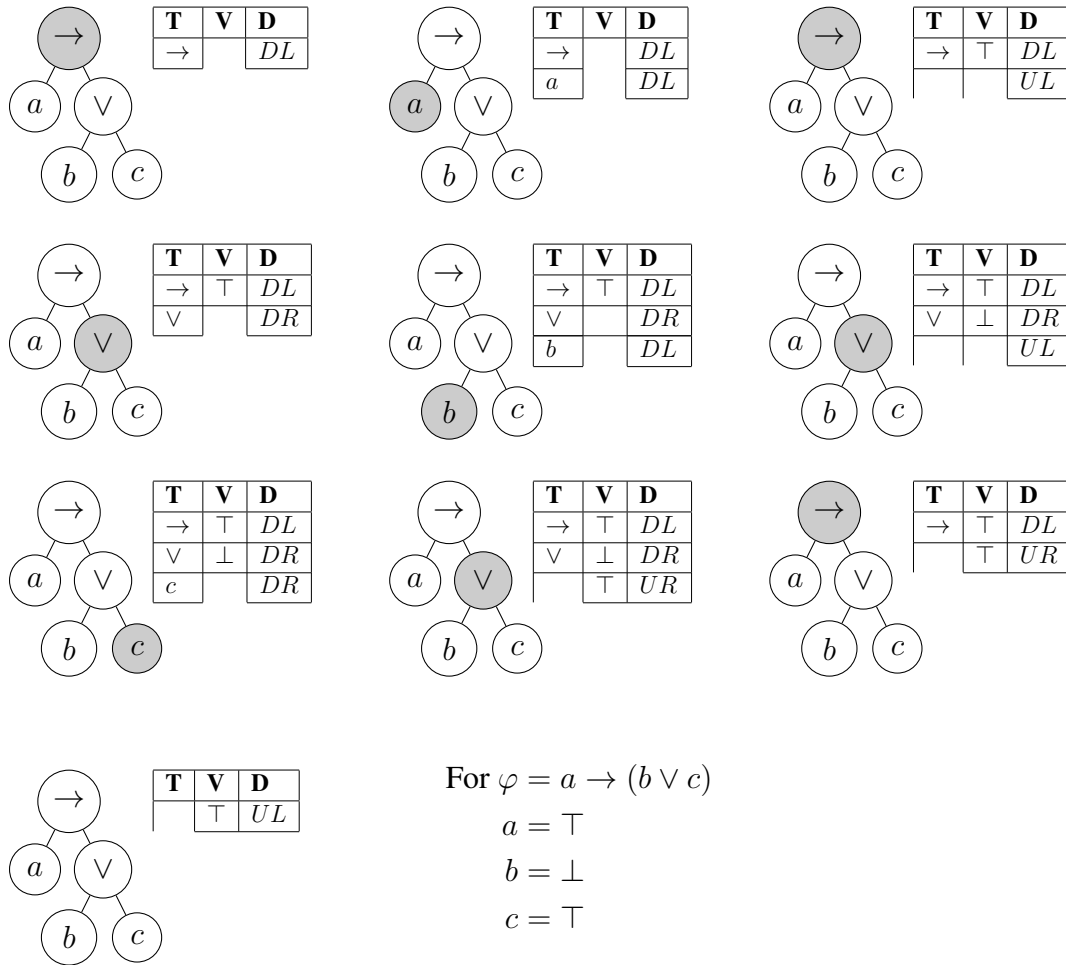 → T V D
→ DL
a ∨
b c
→ T V D
→ DL
a ∨ a DL
b c
→ T V D
→ ⊤ DL
a ∨ UL
b c
→ T V D
→ ⊤ DL
a ∨ ∨ DR
b c
→ T V D
→ ⊤ DL
a ∨ ∨ DR
b c b DL
→ T V D
→ ⊤ DL
a ∨ ∨ ⊥ DR
b c UL
→ T V D
→ ⊤ DL
a ∨ ∨ ⊥ DR
b c c DR
→ T V D
→ ⊤ DL
a ∨ ∨ ⊥ DR
b c ⊤ UR
→ T V D
→ ⊤ DL
a ∨ ⊤ UR
b c
→ T V D
⊤ UL
a ∨
b c
For φ = a → (b ∨ c)
a = ⊤
b = ⊥
c = ⊤